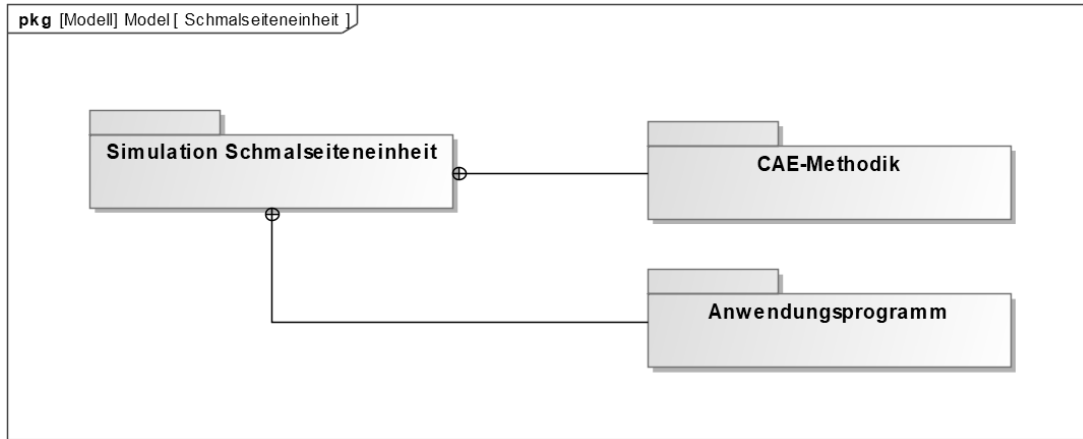 pkg [Modell] Model [ Schmalseiteneinheit ]
Simulation Schmalseiteneinheit
CAE-Methodik
Anwendungsprogramm